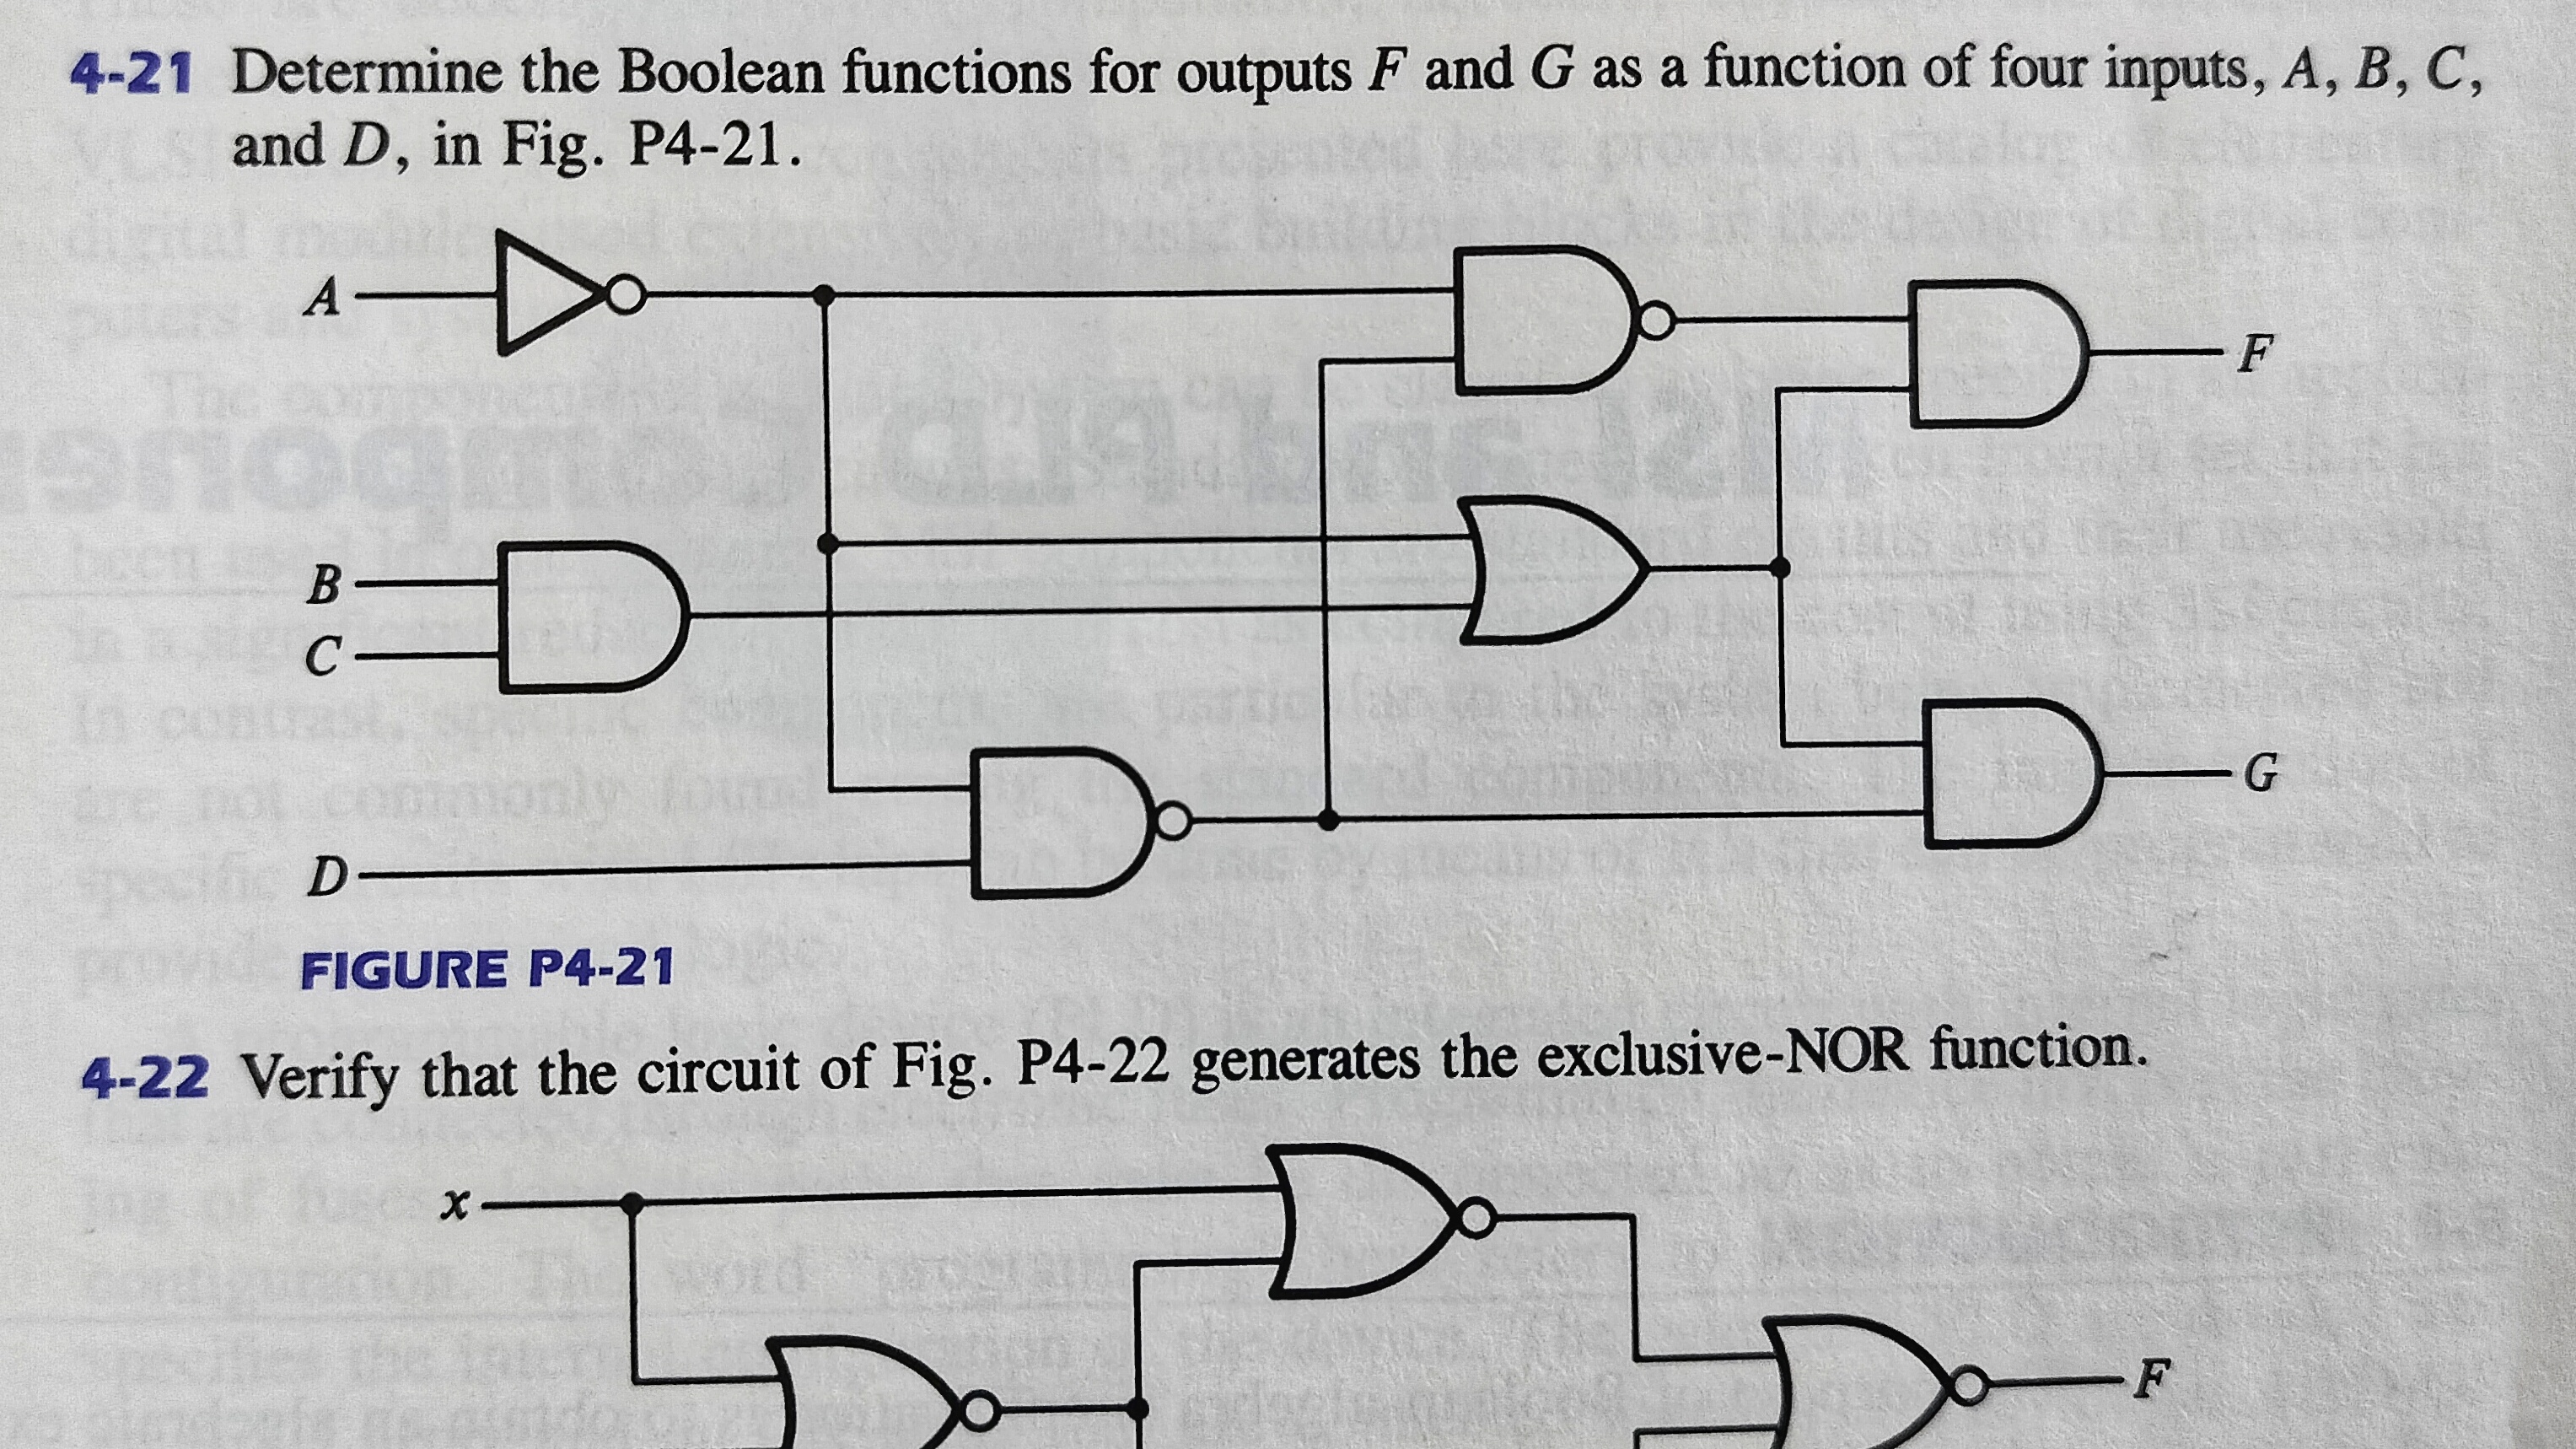 4-21 Determine the Boolean functions for outputs F and G as a function of four inputs, A, B, C,
and D, in Fig. P4-21.
A
F
B
C
G
D
FIGURE P4-21
4-22 Verify that the circuit of Fig. P4-22 generates the exclusive-NOR function.
x
F